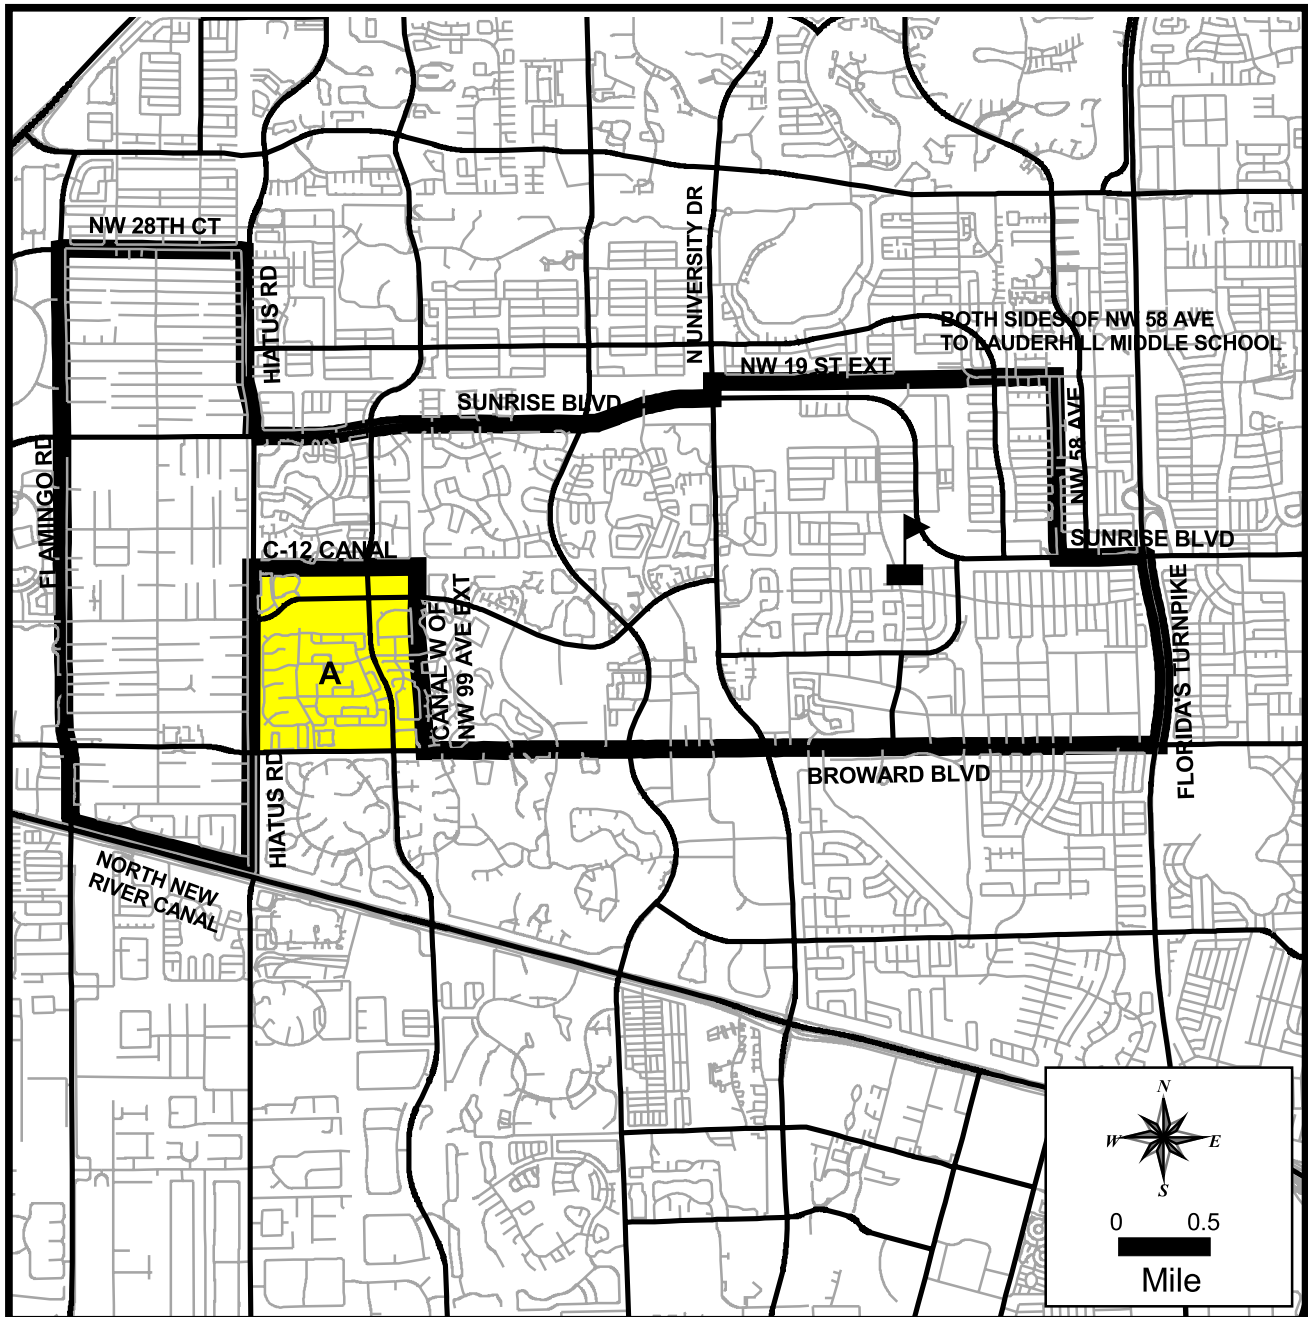 NW 28TH CT
HIATUS RD
N UNIVERSITY DR
BOTH SIDES OF NW 58 AVE
TO LAUDERHILL MIDDLE SCHOOL
NW 19 ST EXT
SUNRISE BLVD
NW 58 AVE
FLAMINGO RD
C-12 CANAL
SUNRISE BLVD
A
CANAL W OF
NW 99 AVE EXT
FLORIDA'S TURNPIKE
HIATUS RD
BROWARD BLVD
NORTH NEW
RIVER CANAL
N
W E
S
0 0.5
Mile